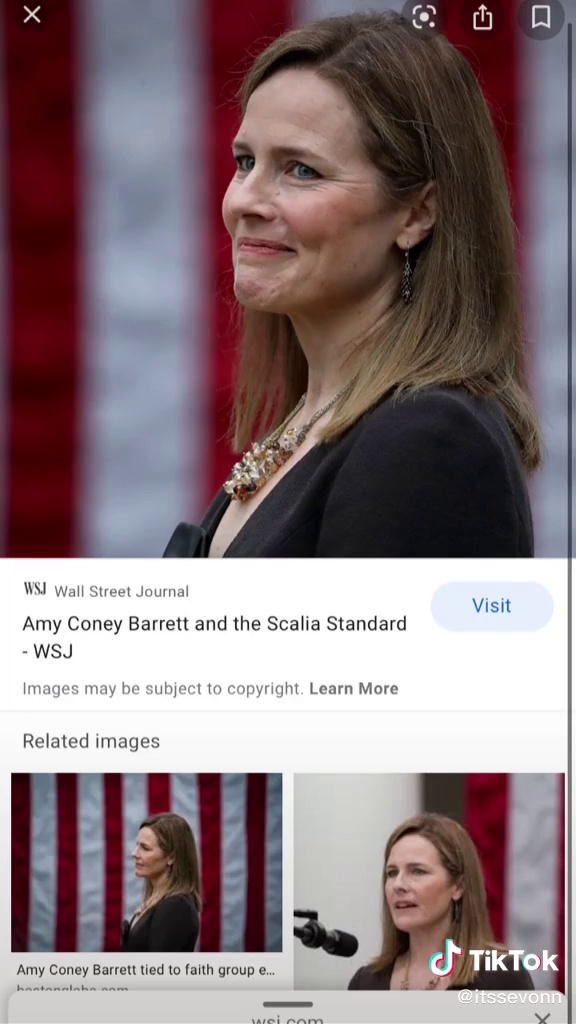 WSJ Wall Street Journal
Visit
Amy Coney Barrett and the Scalia Standard
- WSJ
Images may be subject to copyright. Learn More
Related images
Amy Coney Barrett tied to faith group e...
bostonglobe.com
TikTok
@itssevonn
wsj.com